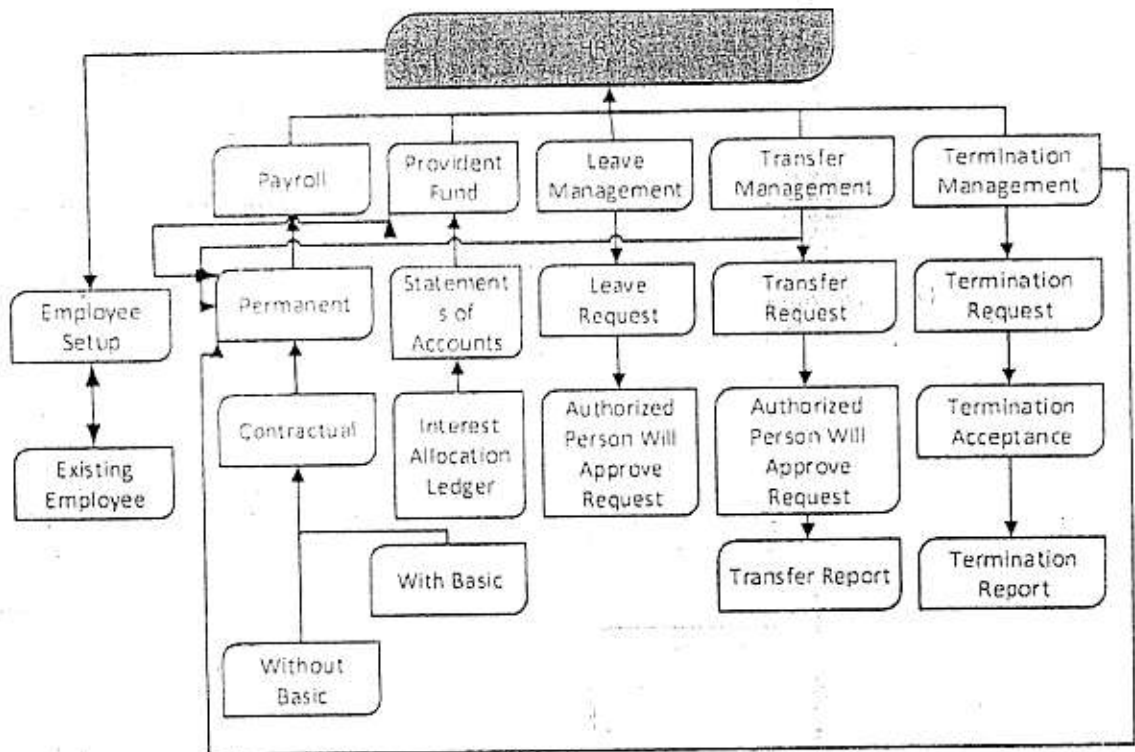 HRMS
Payroll
Provident
Fund
Leave
Management
Transfer
Management
Termination
Management
Employee
Setup
Permanent
Statement
s of
Accounts
Leave
Request
Transfer
Request
Termination
Request
Existing
Employee
Contractual
Interest
Allocation
Ledger
Authorized
Person Will
Approve
Request
Authorized
Person Will
Approve
Request
Termination
Acceptance
With Basic
Transfer Report
Termination
Report
Without
Basic